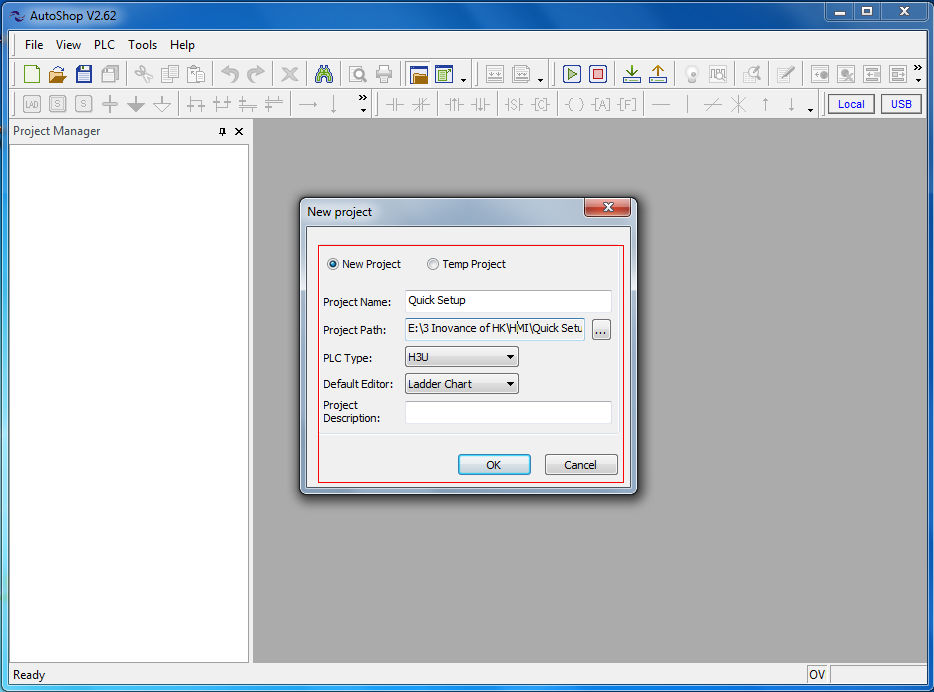 AutoShop V2.62
File View PLC Tools Help
LAD S S
Local USB
Project Manager
New project
New Project Temp Project
Project Name: Quick Setup
Project Path: E:\3 Inovance of HK\HMI\Quick Setu ...
PLC Type: H3U
Default Editor: Ladder Chart
Project
Description:
OK Cancel
Ready OV